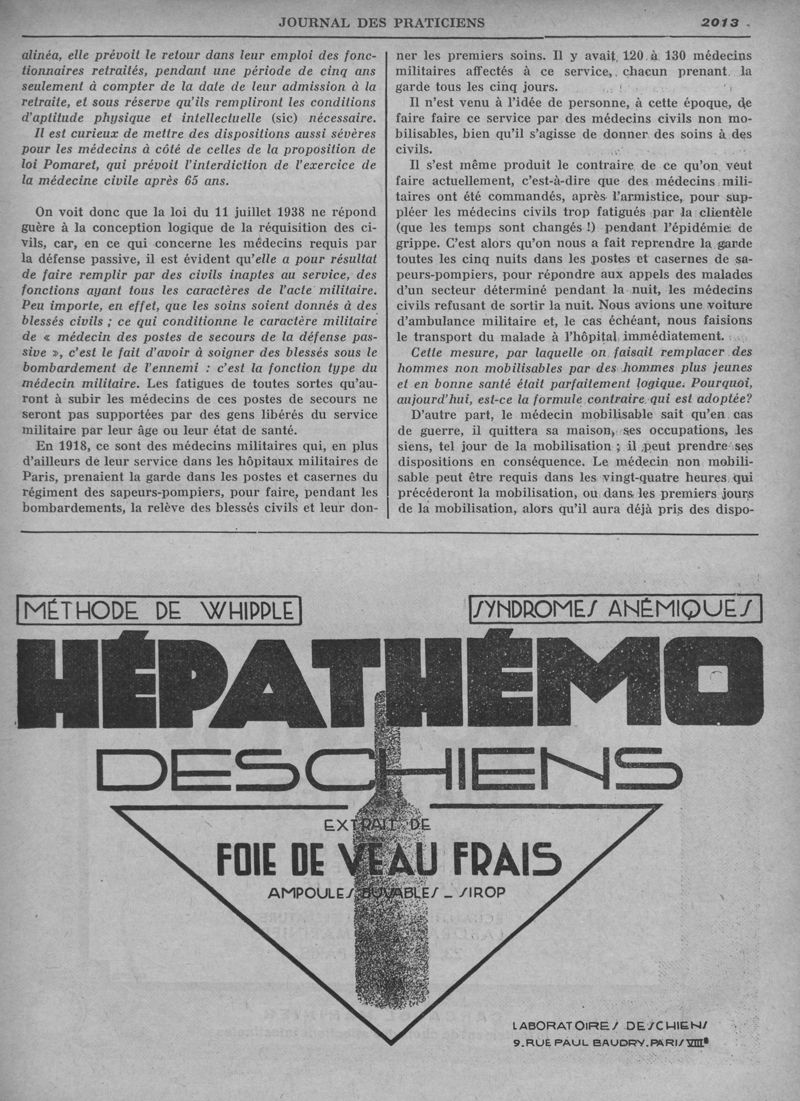 JOURNAL DES PRATICIENS
2013
alinéa, elle prévoit le retour dans leur emploi des fonc-
tionnaires retraités, pendant une période de cinq ans
seulement à compter de la date de leur admission à la
retraite, et sous réserve qu'ils rempliront les conditions
d'aptitude physique et intellectuelle (sic) nécessaire.
Il est curieux de mettre des dispositions aussi sévères
pour les médecins à côté de celles de la proposition de
loi Pomaret, qui prévoit l'interdiction de l'exercice de
la médecine civile après 65 ans.
On voit donc que la loi du 11 juillet 1938 ne répond
guère à la conception logique de la réquisition des ci-
vils, car, en ce qui concerne les médecins requis par
la défense passive, il est évident qu'elle a pour résultat
de faire remplir par des civils inaptes au service, des
fonctions ayant tous les caractères de l'acte militaire.
Peu importe, en effet, que les soins soient donnés à des
blessés civils ; ce qui conditionne le caractère militaire
de « médecin des postes de secours de la défense pas-
sive », c'est le fait d'avoir à soigner des blessés sous le
bombardement de l'ennemi : c'est la fonction type du
médecin militaire. Les fatigues de toutes sortes qu'au-
ront à subir les médecins de ces postes de secours ne
seront pas supportées par des gens libérés du service
militaire par leur âge ou leur état de santé.
En 1918, ce sont des médecins militaires qui, en plus
d'ailleurs de leur service dans les hôpitaux militaires de
Paris, prenaient la garde dans les postes et casernes du
régiment des sapeurs-pompiers, pour faire, pendant les
bombardements, la relève des blessés civils et leur don-
ner les premiers soins. Il y avait 120 à 130 médecins
militaires affectés à ce service, chacun prenant la
garde tous les cinq jours.
Il n'est venu à l'idée de personne, à cette époque, de
faire faire ce service par des médecins civils non mo-
bilisables, bien qu'il s'agisse de donner des soins à des
civils.
Il s'est même produit le contraire de ce qu'on veut
faire actuellement, c'est-à-dire que des médecins mili-
taires ont été commandés, après l'armistice, pour sup-
pléer les médecins civils trop fatigués par la clientèle
(que les temps sont changés !) pendant l'épidémie de
grippe. C'est alors qu'on nous a fait reprendre la garde
toutes les cinq nuits dans les postes et casernes de sa-
peurs-pompiers, pour répondre aux appels des malades
d'un secteur déterminé pendant la nuit, les médecins
civils refusant de sortir la nuit. Nous avions une voiture
d'ambulance militaire et, le cas échéant, nous faisions
le transport du malade à l'hôpital immédiatement.
Cette mesure, par laquelle on faisait remplacer des
hommes non mobilisables par des hommes plus jeunes
et en bonne santé était parfaitement logique. Pourquoi,
aujourd'hui, est-ce la formule contraire qui est adoptée?
D'autre part, le médecin mobilisable sait qu'en cas
de guerre, il quittera sa maison, ses occupations, les
siens, tel jour de la mobilisation ; il peut prendre ses
dispositions en conséquence. Le médecin non mobili-
sable peut être requis dans les vingt-quatre heures qui
précéderont la mobilisation, ou dans les premiers jours
de la mobilisation, alors qu'il aura déjà pris des dispo-
MÉTHODE DE WHIPPLE
SYNDROMES ANÉMIQUES
HÉPATHÉMO
DESCHIENS
EXTRAIT DE
FOIE DE VEAU FRAIS
AMPOULES BUVABLES _ SIROP
LABORATOIRES DESCHIENS
9. RUE PAUL BAUDRY. PARIS VIIIe